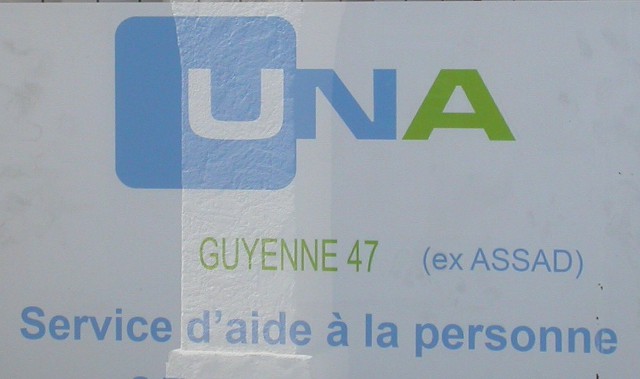 UNA
GUYENNE 47 (ex ASSAD)
Service d'aide à la personne